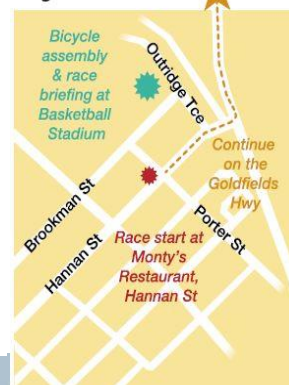 Bicycle
assembly
& race
briefing at
Basketball
Stadium
Outridge Tce
Continue
on the
Goldfields
Hwy
Brookman St
Hannan St
Porter St
Race start at
Monty's
Restaurant,
Hannan St